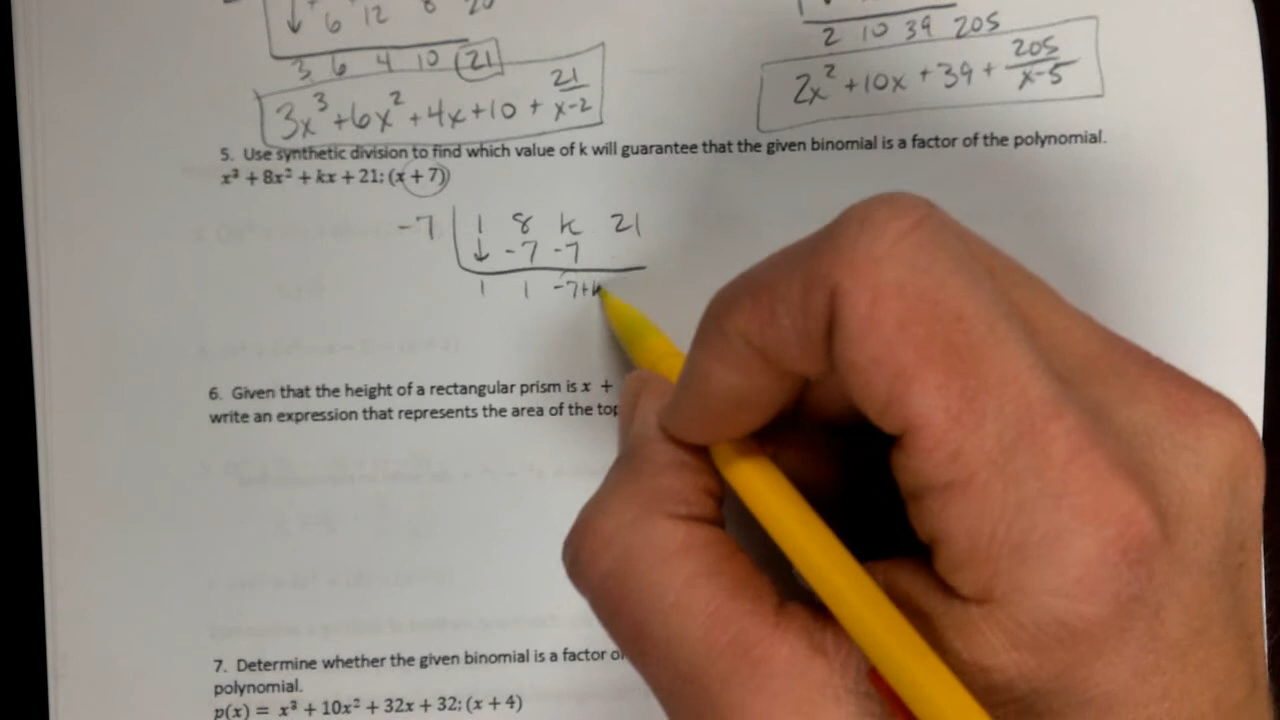 6 12 8 20
3 6 4 10 21
3x³+6x²+4x+10+ 21/x-2
2 10 39 205
2x²+10x+39+ 205/x-5
5. Use synthetic division to find which value of k will guarantee that the given binomial is a factor of the polynomial.
x³ + 8x² + kx + 21; (x + 7)
-7 1 8 k 21
-7 -7
1 1 -7+k
6. Given that the height of a rectangular prism is x +
write an expression that represents the area of the top
7. Determine whether the given binomial is a factor of
polynomial.
p(x) = x³ + 10x² + 32x + 32; (x + 4)